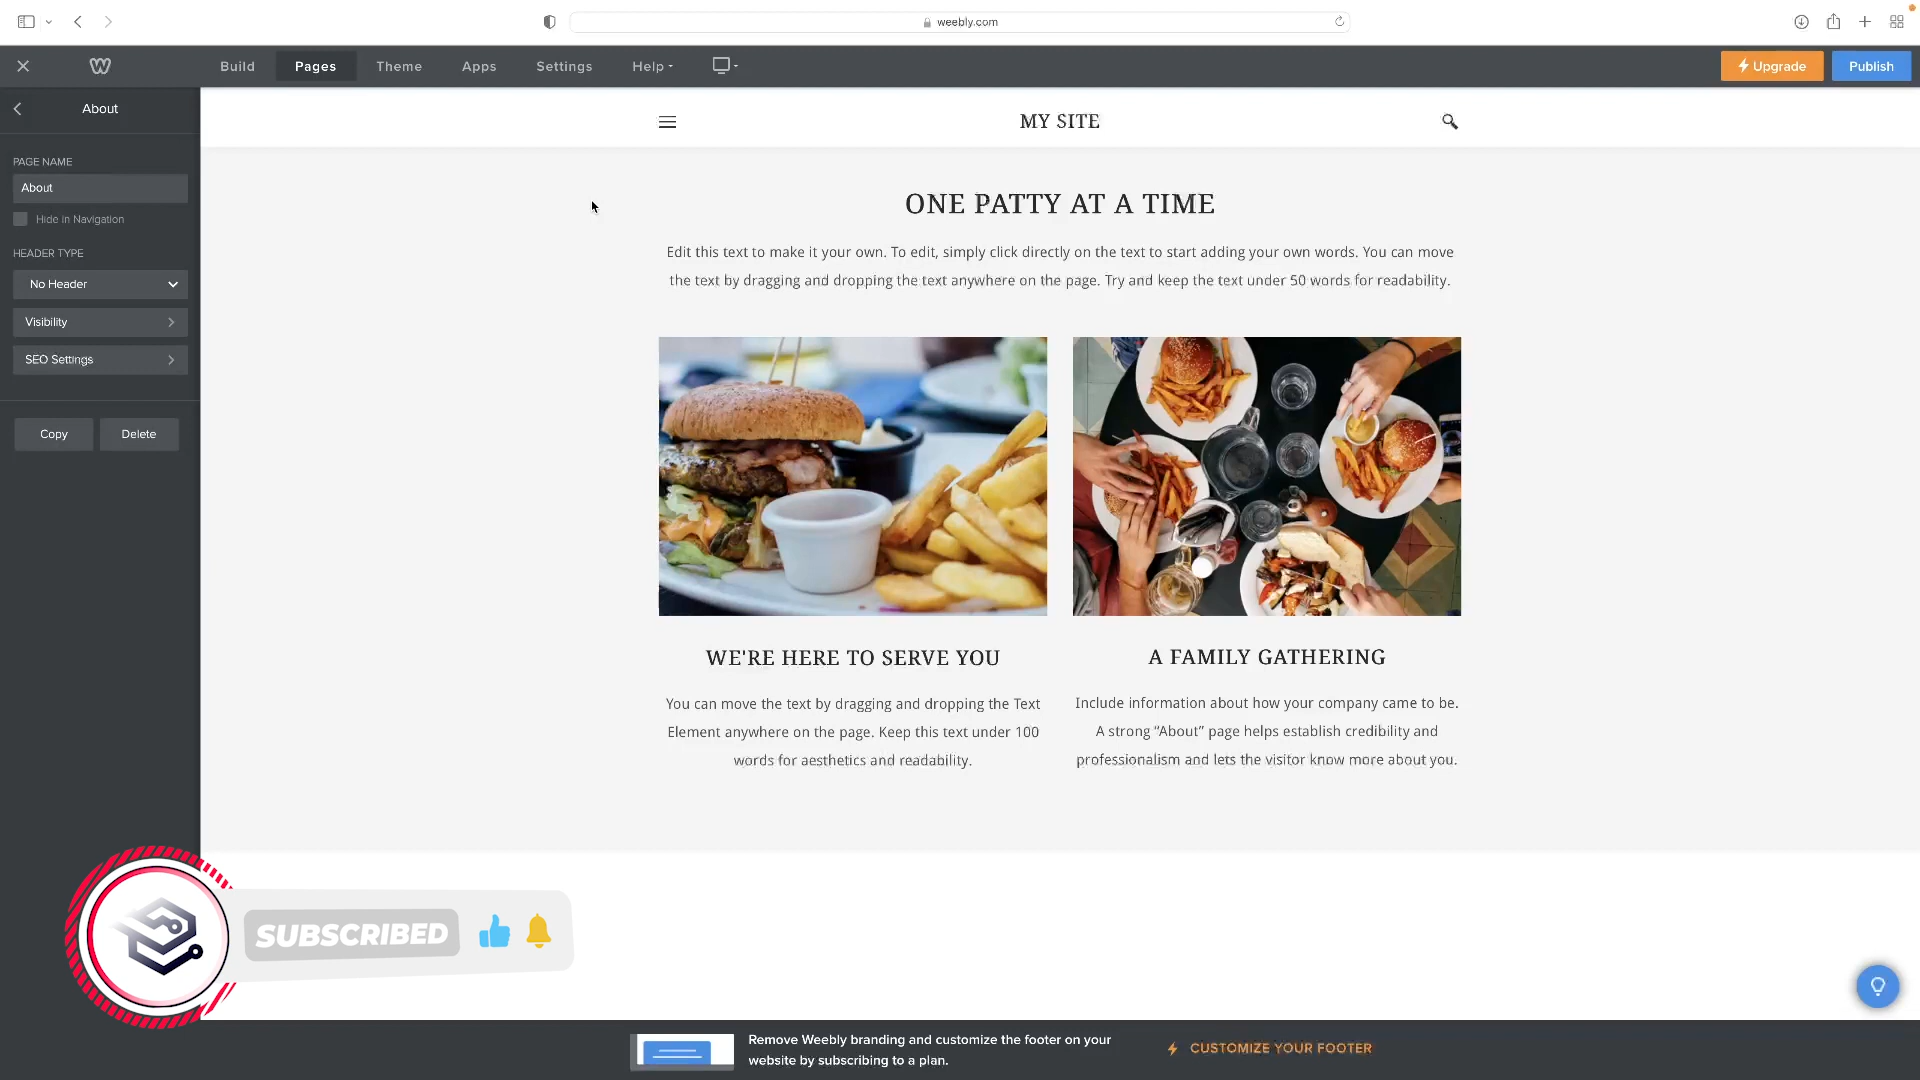 weebly.com
Build Pages Theme Apps Settings Help
Upgrade Publish
About
PAGE NAME
About
Hide in Navigation
HEADER TYPE
No Header
Visibility
SEO Settings
Copy Delete
MY SITE
ONE PATTY AT A TIME
Edit this text to make it your own. To edit, simply click directly on the text to start adding your own words. You can move
the text by dragging and dropping the text anywhere on the page. Try and keep the text under 50 words for readability.
WE'RE HERE TO SERVE YOU
You can move the text by dragging and dropping the Text
Element anywhere on the page. Keep this text under 100
words for aesthetics and readability.
A FAMILY GATHERING
Include information about how your company came to be.
A strong “About” page helps establish credibility and
professionalism and lets the visitor know more about you.
SUBSCRIBED
Remove Weebly branding and customize the footer on your
website by subscribing to a plan.
CUSTOMIZE YOUR FOOTER